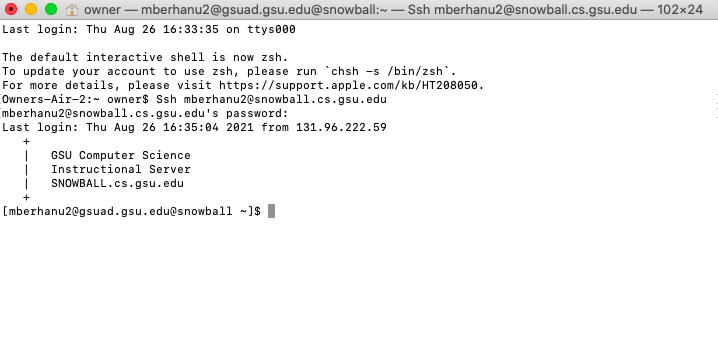 owner — mberhanu2@gsuad.gsu.edu@snowball:~ — Ssh mberhanu2@snowball.cs.gsu.edu — 102×24
Last login: Thu Aug 26 16:33:35 on ttys000
The default interactive shell is now zsh.
To update your account to use zsh, please run `chsh -s /bin/zsh`.
For more details, please visit https://support.apple.com/kb/HT208050.
[Owners-Air-2:~ owner$ Ssh mberhanu2@snowball.cs.gsu.edu
[mberhanu2@snowball.cs.gsu.edu's password:
Last login: Thu Aug 26 16:35:04 2021 from 131.96.222.59
+
| GSU Computer Science
| Instructional Server
| SNOWBALL.cs.gsu.edu
+
[mberhanu2@gsuad.gsu.edu@snowball ~]$